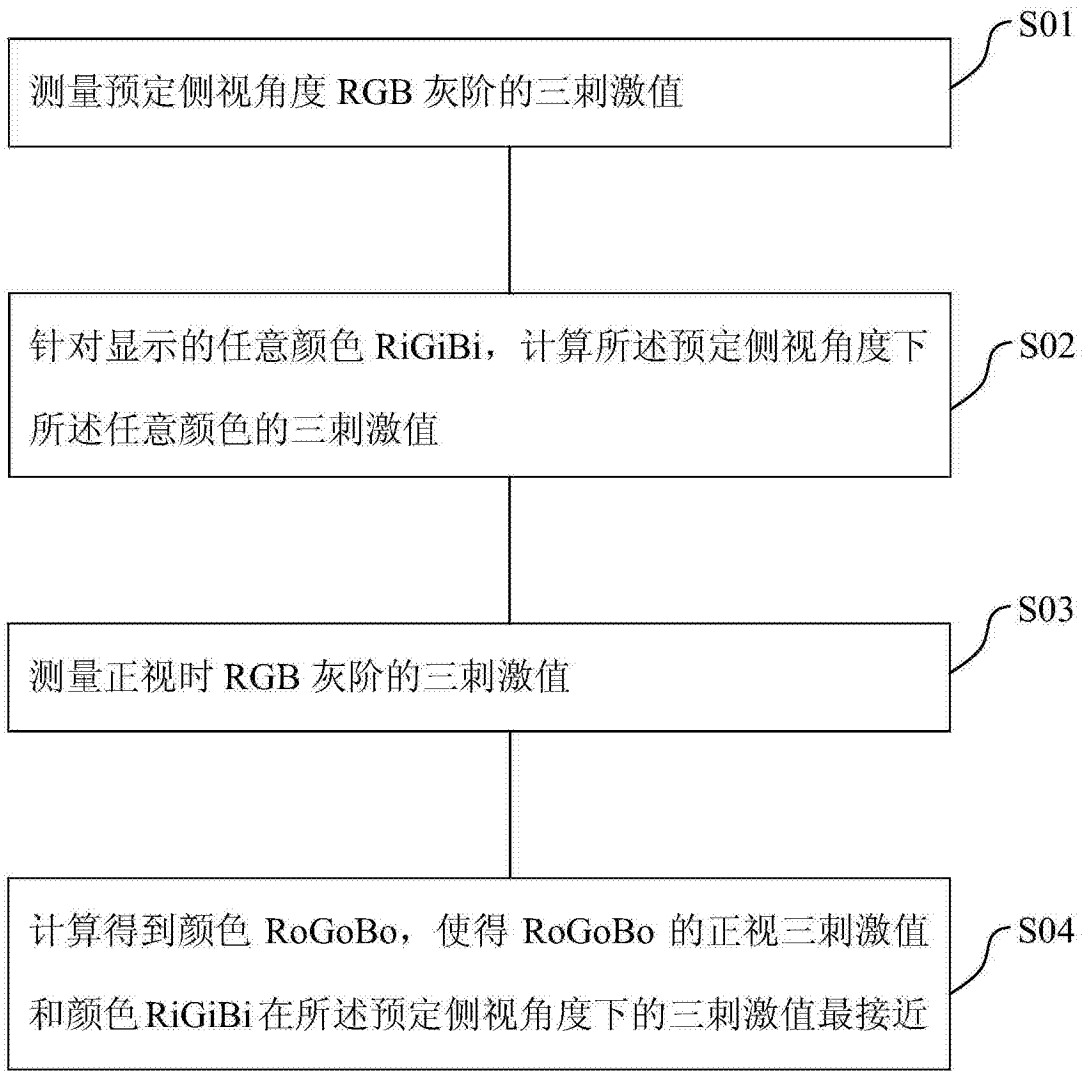 S01
测量预定侧视角度 RGB 灰阶的三刺激值
针对显示的任意颜色 RiGiBi，计算所述预定侧视角度下
S02
所述任意颜色的三刺激值
S03
测量正视时 RGB 灰阶的三刺激值
计算得到颜色 RoGoBo，使得 RoGoBo 的正视三刺激值
S04
和颜色 RiGiBi 在所述预定侧视角度下的三刺激值最接近